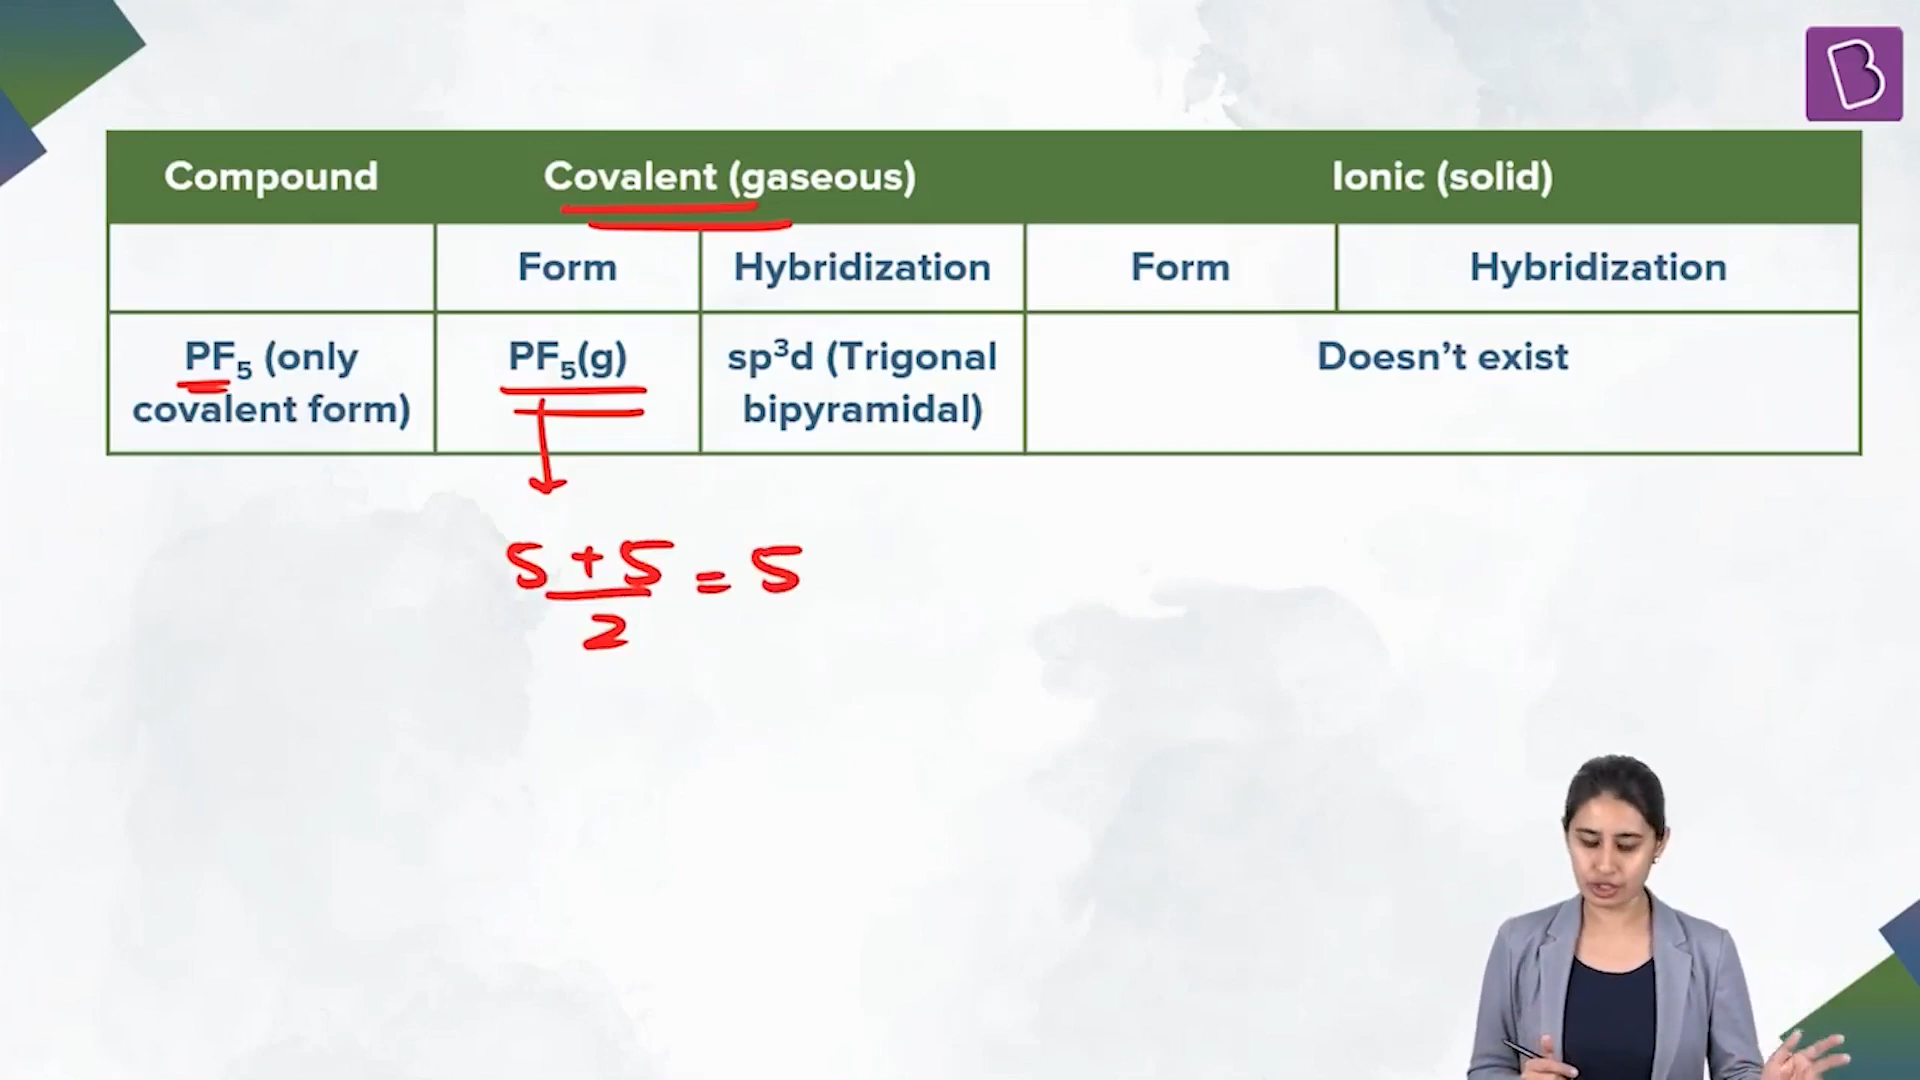 B
Compound Covalent (gaseous) Ionic (solid)
Form Hybridization Form Hybridization
PF₅ (only covalent form) PF₅(g) sp³d (Trigonal bipyramidal) Doesn’t exist
5 + 5 = 5
2